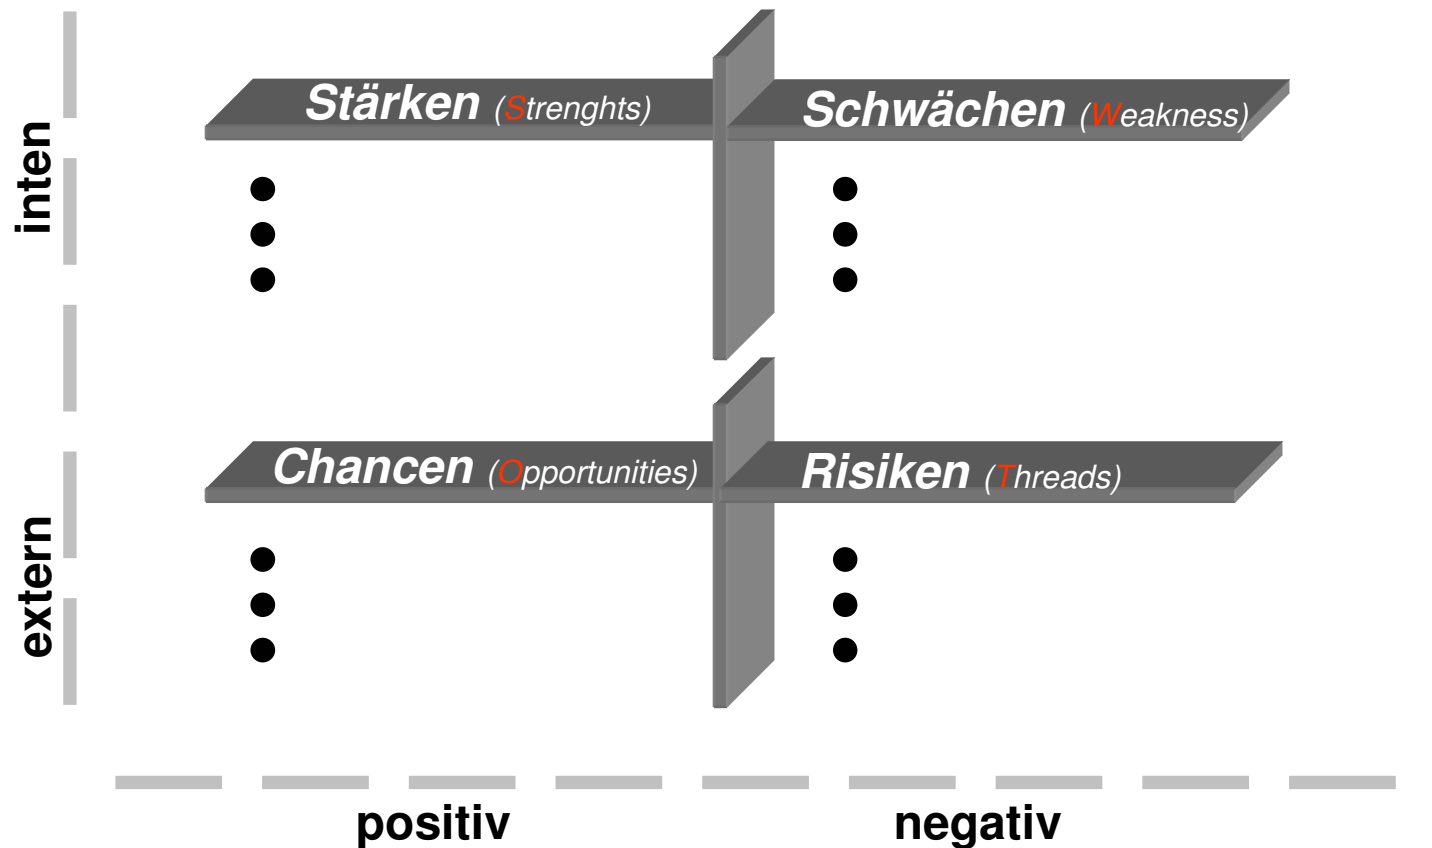 Stärken (Strenghts)
Schwächen (Weakness)
inten
Chancen (Opportunities)
Risiken (Threads)
extern
positiv
negativ